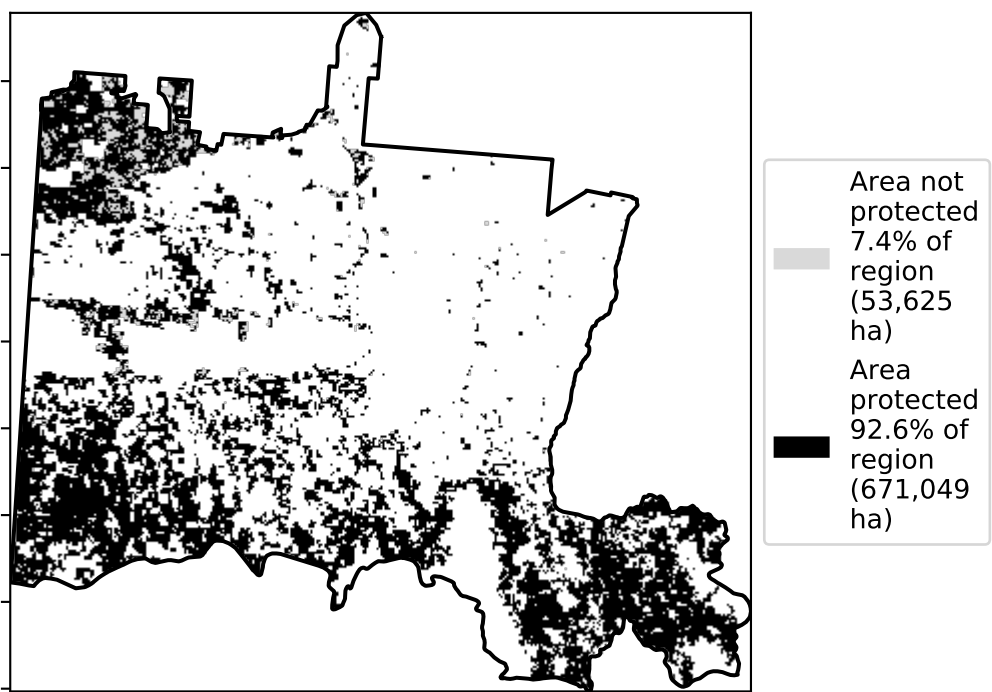 Area not
protected
7.4% of
region
(53,625
ha)
Area
protected
92.6% of
region
(671,049
ha)